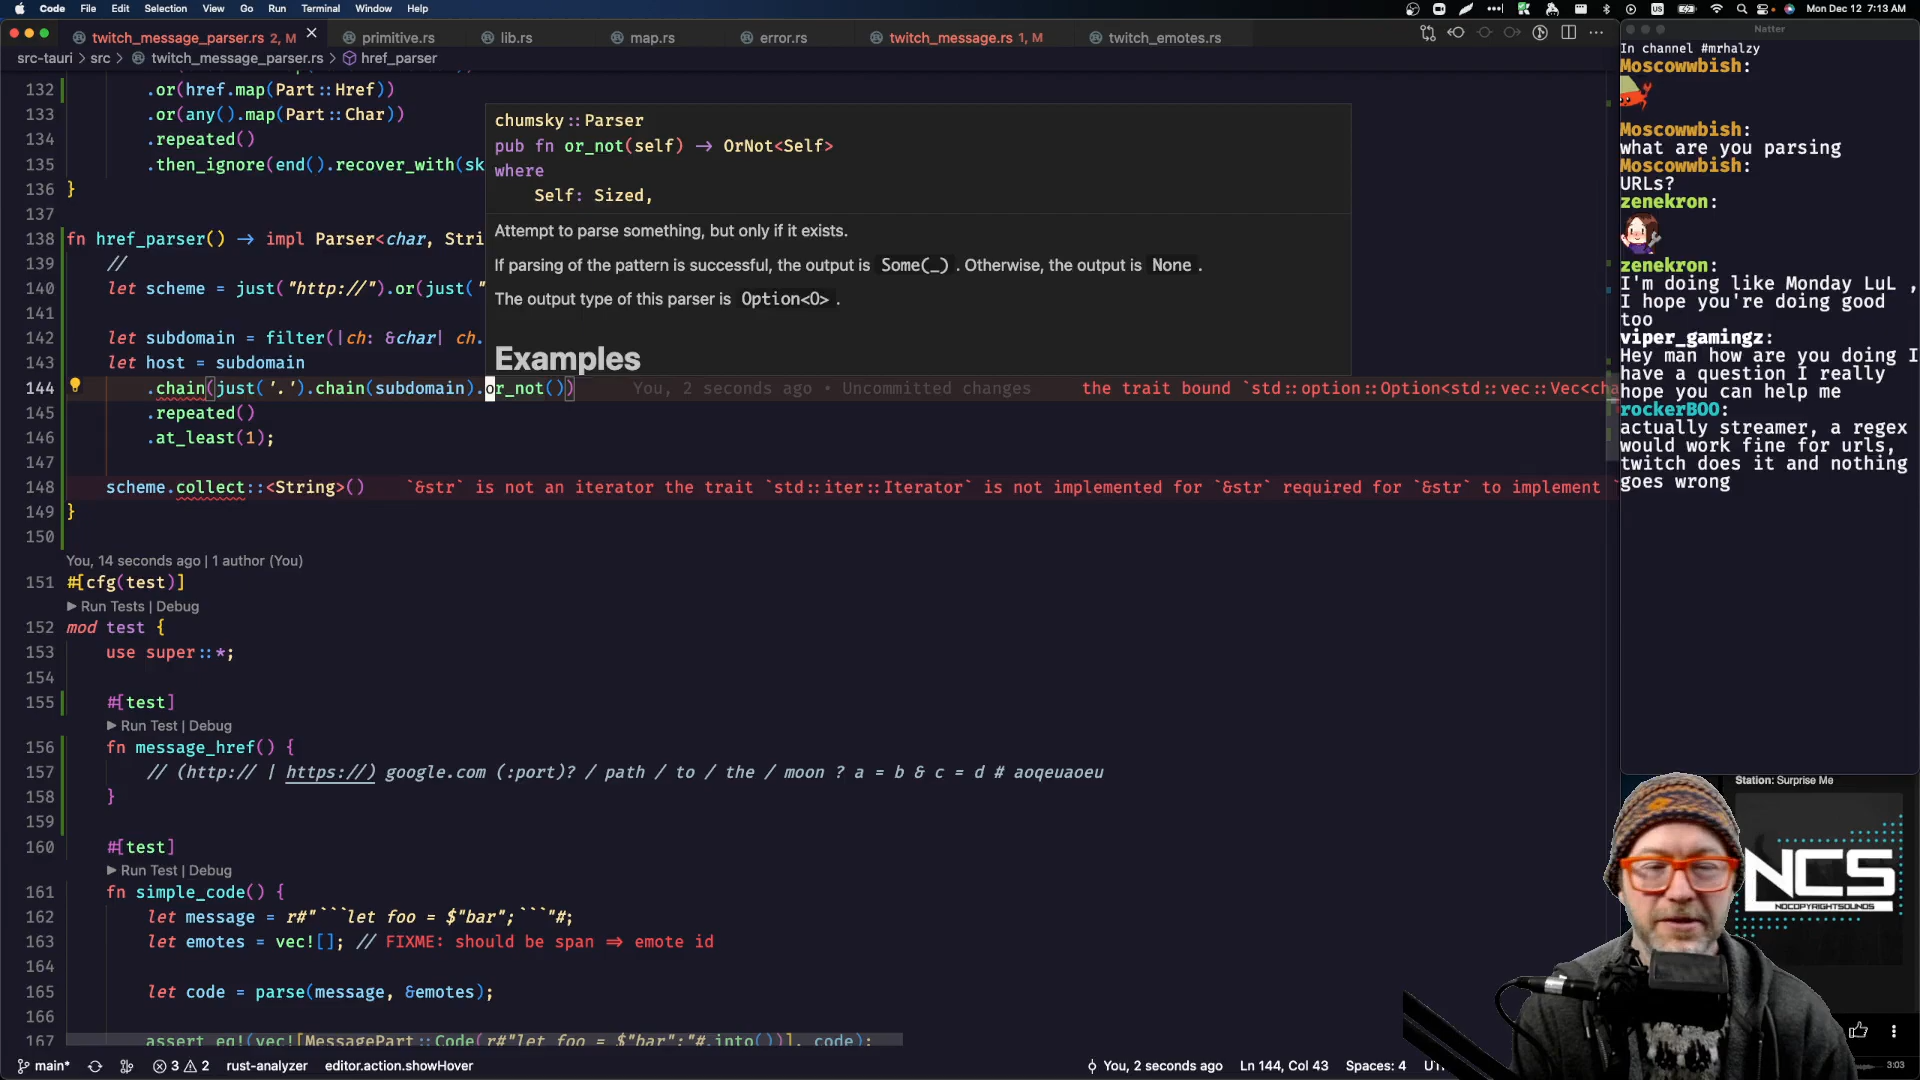 Code File Edit Selection View Go Run Terminal Window Help
Mon Dec 12 7:13 AM
twitch_message_parser.rs 2, M
primitive.rs
lib.rs
map.rs
error.rs
twitch_message.rs 1, M
twitch_emotes.rs
src-tauri > src > twitch_message_parser.rs > href_parser
132 .or(href.map(Part::Href))
133 .or(any().map(Part::Char))
134 .repeated()
135 .then_ignore(end().recover_with(sk
136 }
137
138 fn href_parser() → impl Parser<char, Stri
139 //
140 let scheme = just("http://").or(just("
141
142 let subdomain = filter(|ch: &char| ch.
143 let host = subdomain
144 .chain(just('.').chain(subdomain).or_not()) You, 2 seconds ago • Uncommitted changes the trait bound `std::option::Option<std::vec::Vec<cha
145 .repeated()
146 .at_least(1);
147
148 scheme.collect::<String>() `&str` is not an iterator the trait `std::iter::Iterator` is not implemented for `&str` required for `&str` to implement `
149 }
150
You, 14 seconds ago | 1 author (You)
151 #[cfg(test)]
▶ Run Tests | Debug
152 mod test {
153 use super::*;
154
155 #[test]
▶ Run Test | Debug
156 fn message_href() {
157 // (http:// | https://) google.com (:port)? / path / to / the / moon ? a = b & c = d # aoqeuaoeu
158 }
159
160 #[test]
▶ Run Test | Debug
161 fn simple_code() {
162 let message = r#"```let foo = $"bar";```"#;
163 let emotes = vec![]; // FIXME: should be span ⇒ emote id
164
165 let code = parse(message, &emotes);
166
167 assert_eq!(vec![MessagePart::Code(r#"let foo = $"bar";"#.into())], code);
chumsky::Parser
pub fn or_not(self) → OrNot<Self>
where
Self: Sized,
Attempt to parse something, but only if it exists.
If parsing of the pattern is successful, the output is Some(_) . Otherwise, the output is None .
The output type of this parser is Option<O> .
Examples
Natter
In channel #mrhalzy
Moscowwbish:
Moscowwbish:
what are you parsing
Moscowwbish:
URLs?
zenekron:
zenekron:
I'm doing like Monday LuL ,
I hope you're doing good
too
viper_gamingz:
Hey man how are you doing I
have a question I really
hope you can help me
rockerBOO:
actually streamer, a regex
would work fine for urls,
twitch does it and nothing
goes wrong
Station: Surprise Me
NCS
NOCOPYRIGHTSOUNDS
3:03
main* 3 2 rust-analyzer editor.action.showHover
You, 2 seconds ago Ln 144, Col 43 Spaces: 4